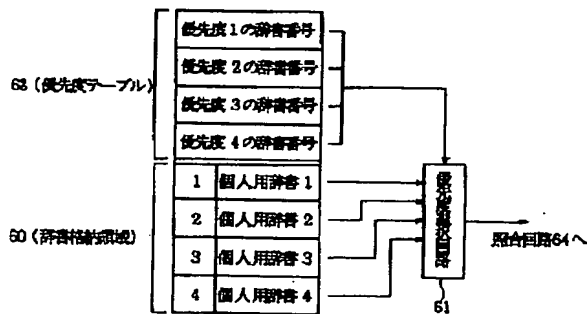 優先度1の辞書番号
優先度2の辞書番号
63(優先度テーブル)
優先度3の辞書番号
優先度4の辞書番号
1 個人用辞書1
2 個人用辞書2
60(辞書格納領域)
3 個人用辞書3
4 個人用辞書4
照合回路64へ
61